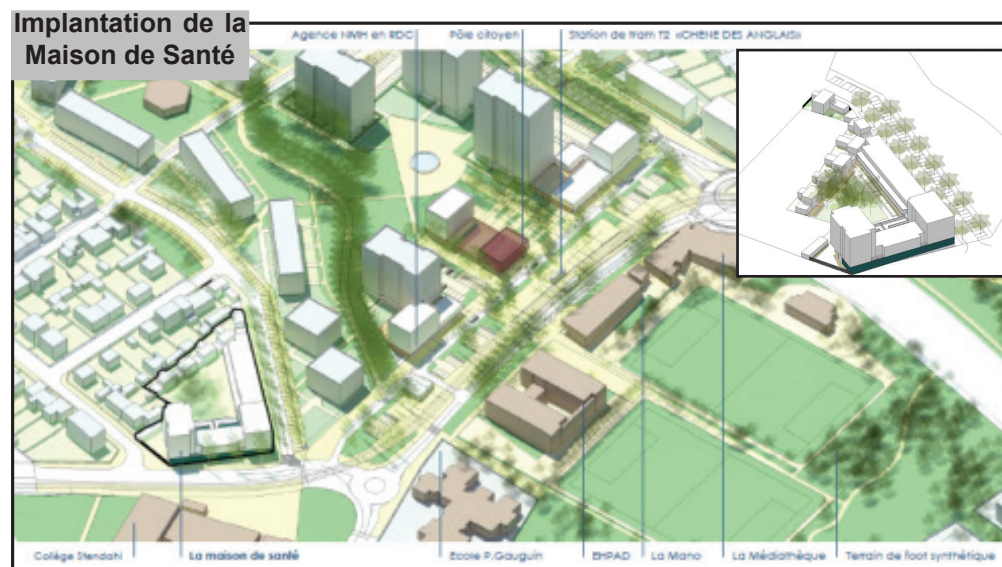 Implantation de la
Maison de Santé
Agence NMH en RDC
Pôle citoyen
Station de tram T2 «CHENE DES ANGLAIS»
Collège Stendahl
La maison de santé
Ecole P.Gauguin
EHPAD
La Mano
La Médiathèque
Terrain de foot synthétique